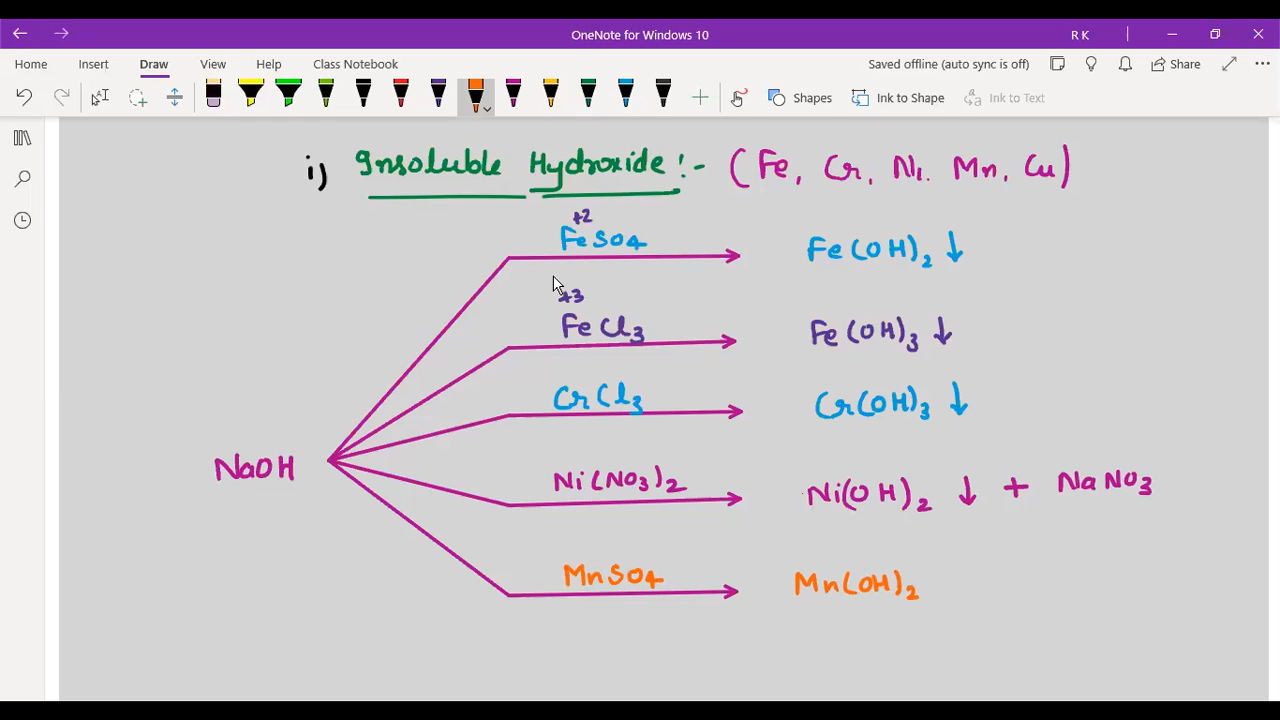 OneNote for Windows 10
R K
Home Insert Draw View Help Class Notebook
Saved offline (auto sync is off) Share
Shapes Ink to Shape Ink to Text
i) Insoluble Hydroxide :- (Fe, Cr, Ni. Mn, Cu)
+2
FeSO4 → Fe(OH)2 ↓
+3
FeCl3 → Fe(OH)3 ↓
CrCl3 → Cr(OH)3 ↓
NaOH
Ni(NO3)2 → Ni(OH)2 ↓ + NaNO3
MnSO4 → Mn(OH)2